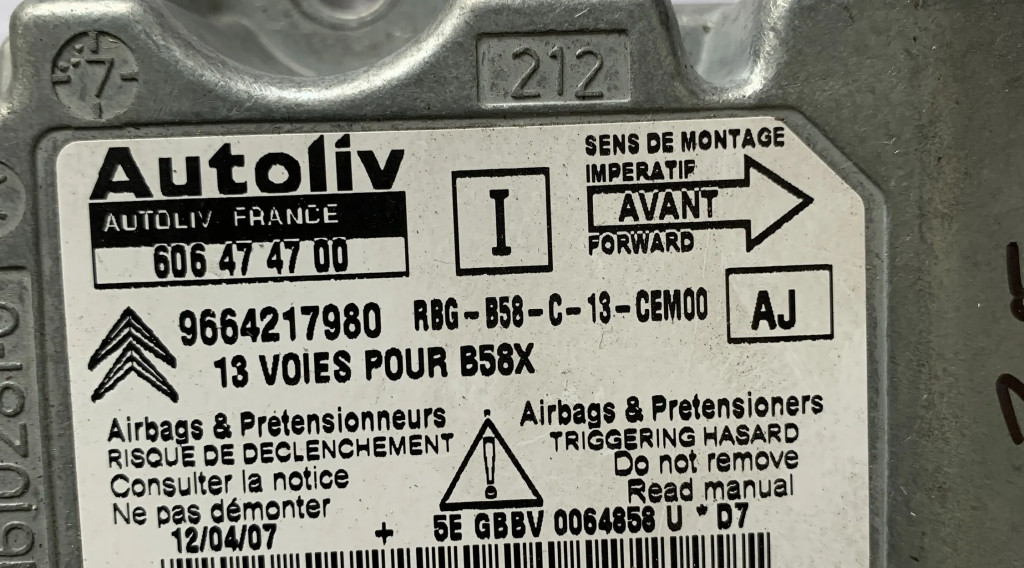 7
212
Autoliv
AUTOLIV FRANCE
606 47 47 00
I
SENS DE MONTAGE
IMPERATIF
AVANT
FORWARD
9664217980 RBG-B58-C-13-CEM00
AJ
13 VOIES POUR B58X
Airbags & Prétensionneurs
RISQUE DE DECLENCHEMENT
Consulter la notice
Ne pas démonter
Airbags & Pretensioners
TRIGGERING HASARD
Do not remove
Read manual
12/04/07 + 5E GBBV 0064858 U * D7